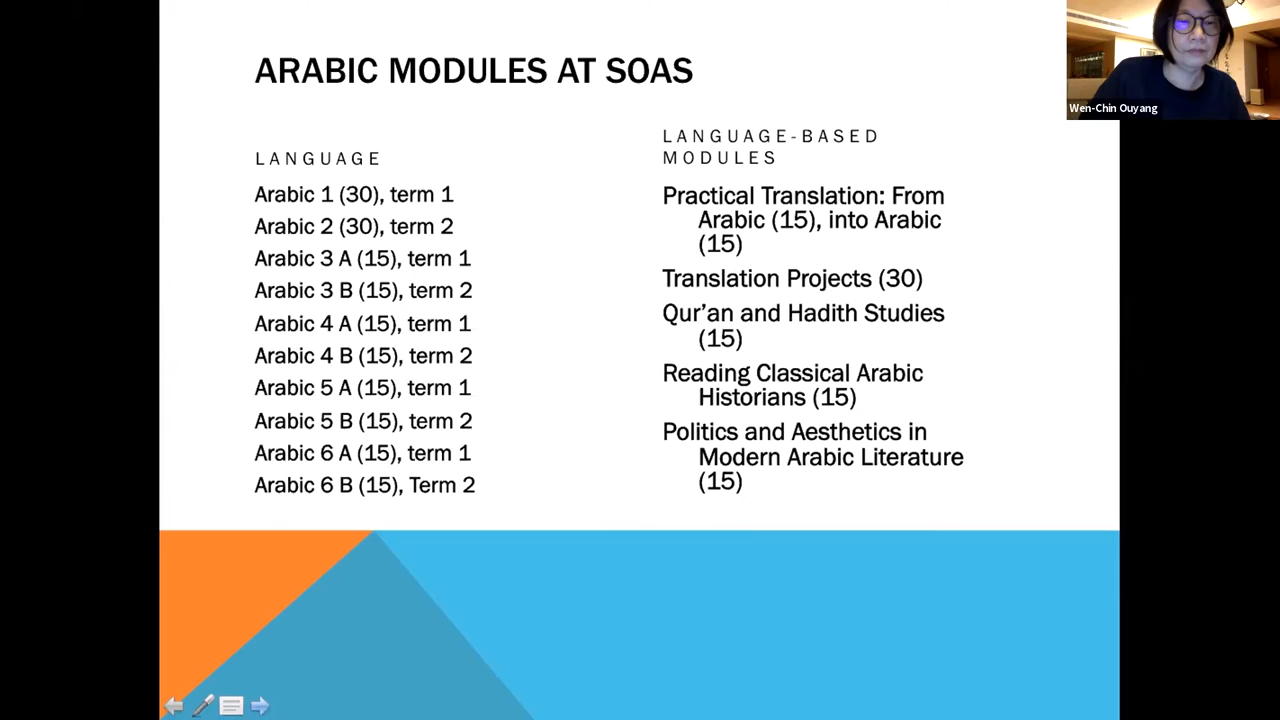 ARABIC MODULES AT SOAS
LANGUAGE
Arabic 1 (30), term 1
Arabic 2 (30), term 2
Arabic 3 A (15), term 1
Arabic 3 B (15), term 2
Arabic 4 A (15), term 1
Arabic 4 B (15), term 2
Arabic 5 A (15), term 1
Arabic 5 B (15), term 2
Arabic 6 A (15), term 1
Arabic 6 B (15), Term 2
LANGUAGE-BASED
MODULES
Practical Translation: From
Arabic (15), into Arabic
(15)
Translation Projects (30)
Qur’an and Hadith Studies
(15)
Reading Classical Arabic
Historians (15)
Politics and Aesthetics in
Modern Arabic Literature
(15)
Wen-Chin Ouyang